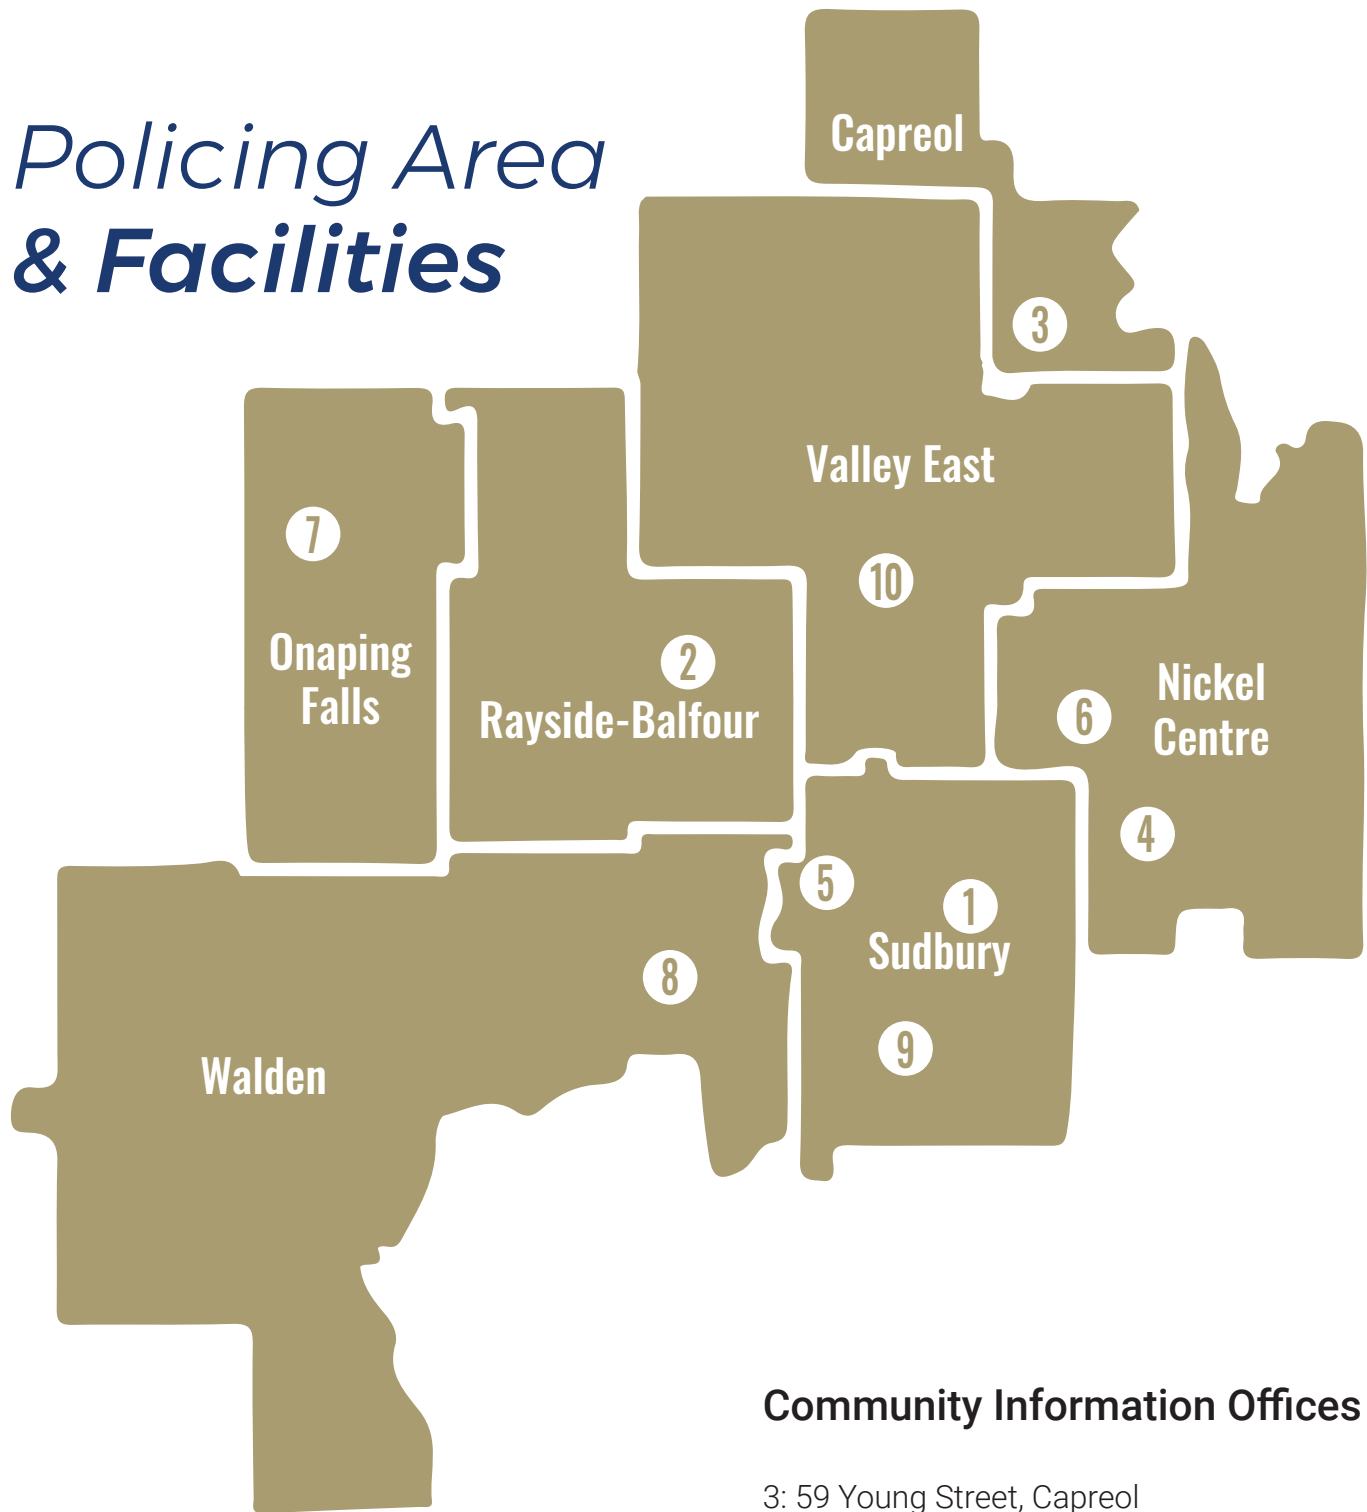 Policing Area
& Facilities
Capreol
3
Valley East
7
10
Onaping
Falls
2
Rayside-Balfour
Nickel
Centre
6
4
5
1
Sudbury
8
9
Walden
Community Information Offices
3: 59 Young Street, Capreol